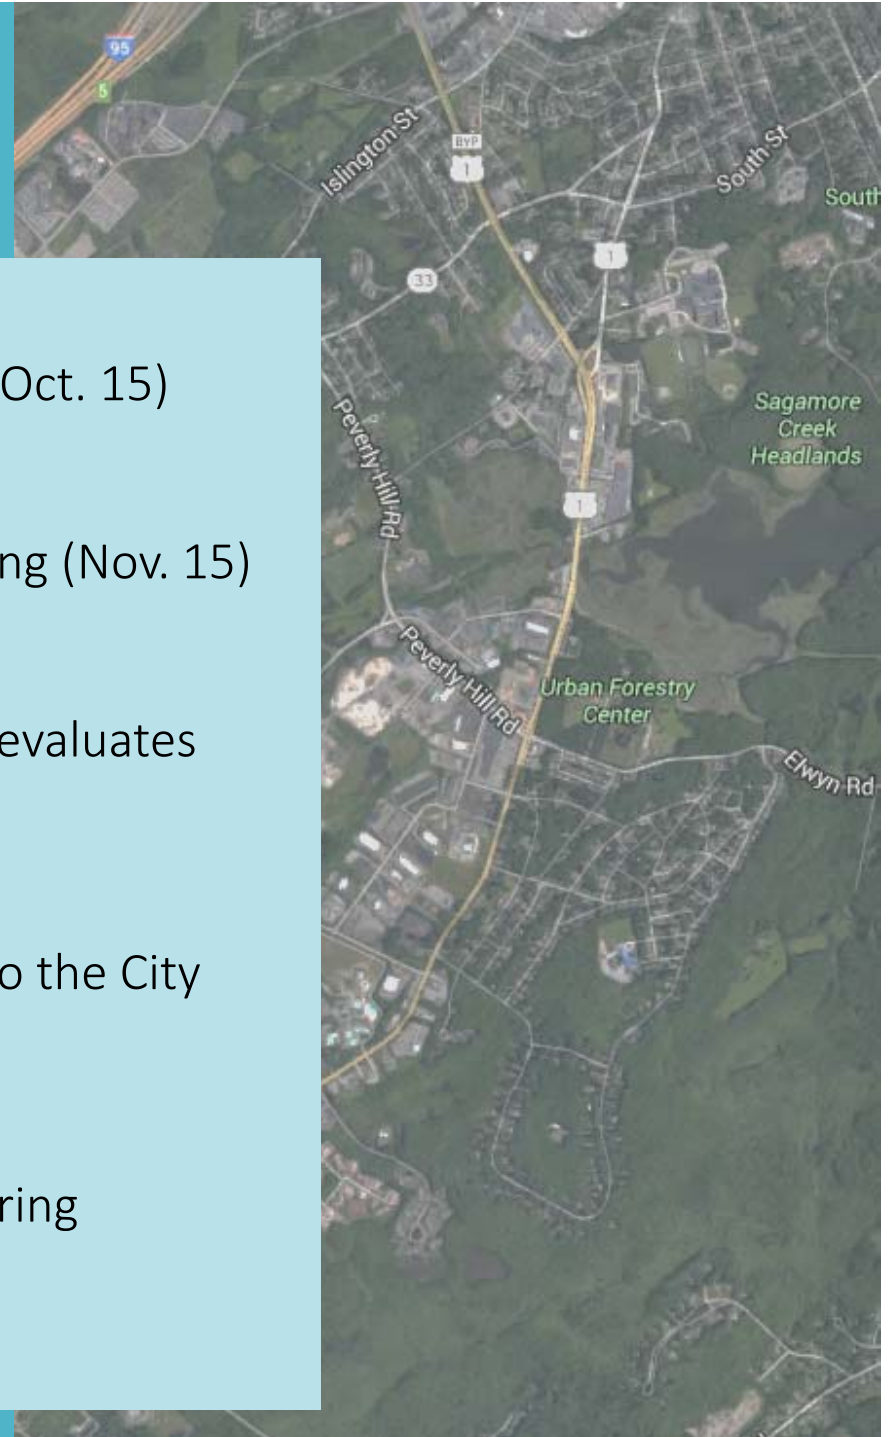 95
5
Islington St
BYP
1
South St
South
1
33
Oct. 15)
Sagamore
Creek
Headlands
Peverly Hill Rd
1
ng (Nov. 15)
Peverly Hill Rd
Urban Forestry
Center
evaluates
Elwyn Rd
o the City
ring